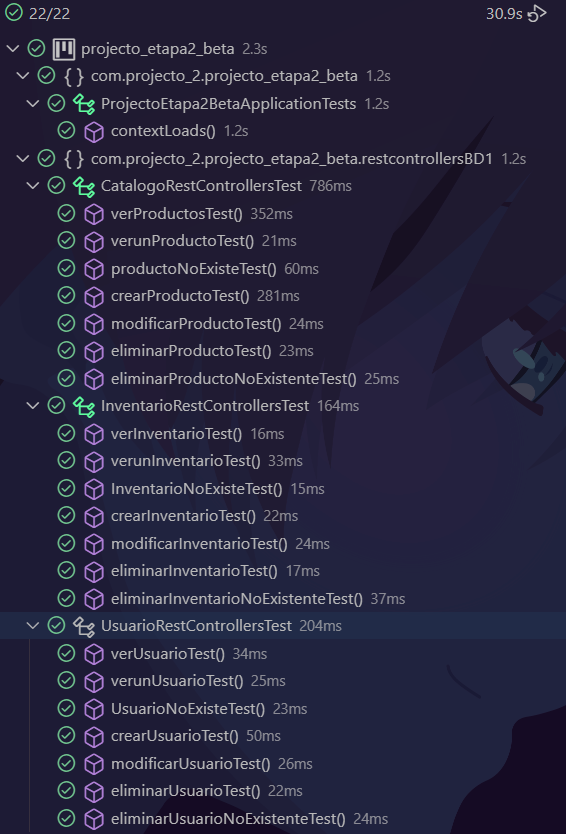 22/22 30.9s
projecto_etapa2_beta 2.3s
{} com.projecto_2.projecto_etapa2_beta 1.2s
ProjectoEtapa2BetaApplicationTests 1.2s
contextLoads() 1.2s
{} com.projecto_2.projecto_etapa2_beta.restcontrollersBD1 1.2s
CatalogoRestControllersTest 786ms
verProductosTest() 352ms
verunProductoTest() 21ms
productoNoExisteTest() 60ms
crearProductoTest() 281ms
modificarProductoTest() 24ms
eliminarProductoTest() 23ms
eliminarProductoNoExistenteTest() 25ms
InventarioRestControllersTest 164ms
verInventarioTest() 16ms
verunInventarioTest() 33ms
InventarioNoExisteTest() 15ms
crearInventarioTest() 22ms
modificarInventarioTest() 24ms
eliminarInventarioTest() 17ms
eliminarInventarioNoExistenteTest() 37ms
UsuarioRestControllersTest 204ms
verUsuarioTest() 34ms
verunUsuarioTest() 25ms
UsuarioNoExisteTest() 23ms
crearUsuarioTest() 50ms
modificarUsuarioTest() 26ms
eliminarUsuarioTest() 22ms
eliminarUsuarioNoExistenteTest() 24ms